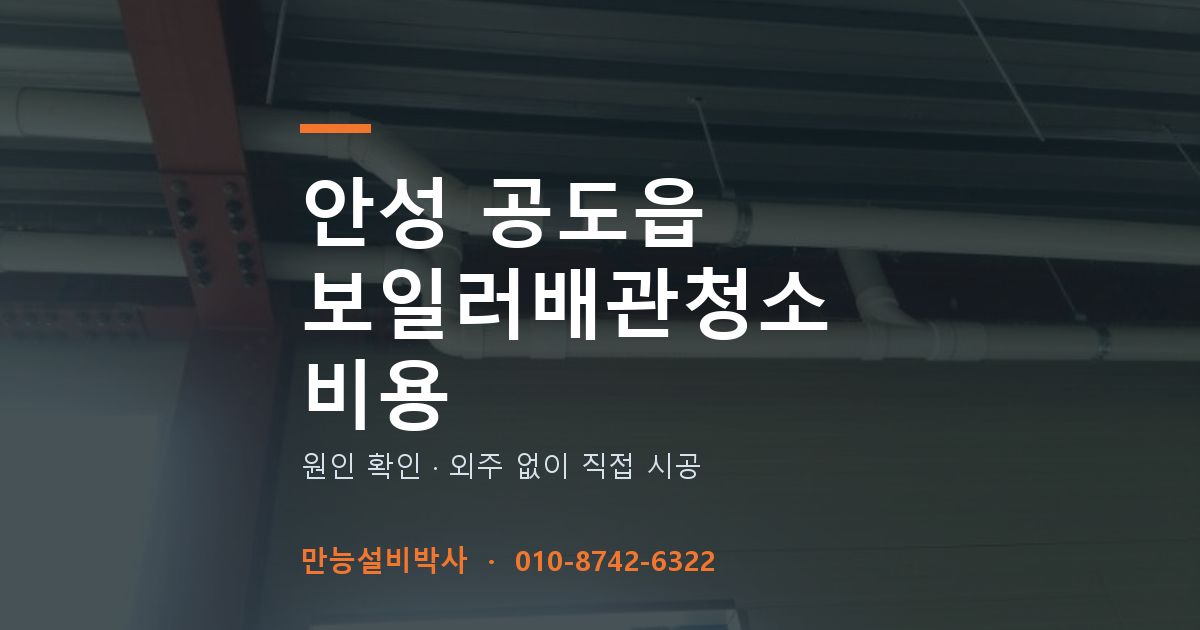 안성 공도읍
보일러배관청소
비용
원인 확인 · 외주 없이 직접 시공
만능설비박사 · 010-8742-6322